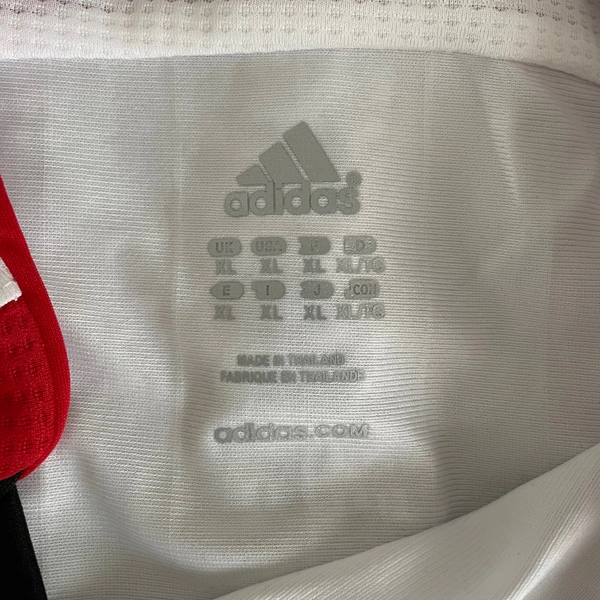 adidas®
UK USA F D
XL XL XL XL/TG
E I J CDN
XL XL XL XL/TG
MADE IN THAILAND
FABRIQUE EN THAILANDE
adidas.com